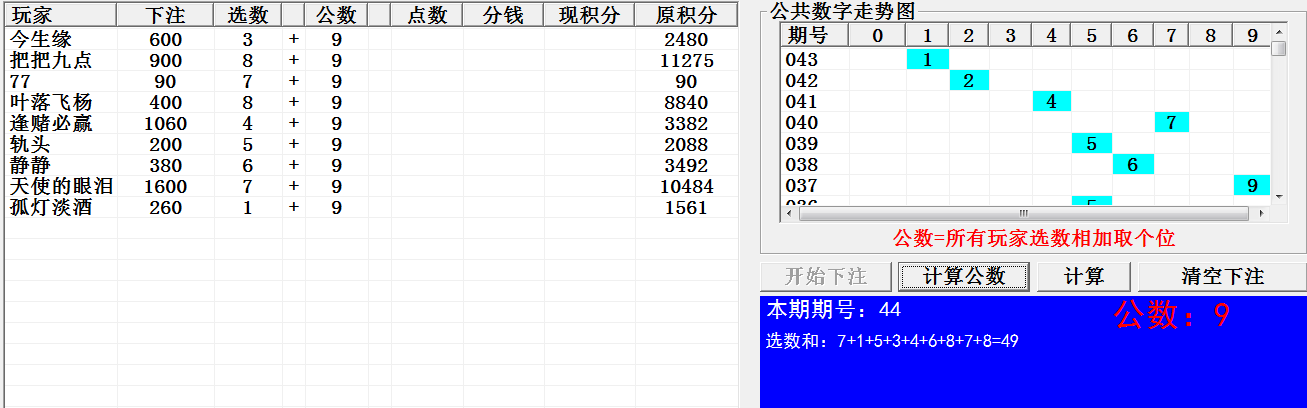 玩家 下注 选数 公数 点数 分钱 现积分 原积分
今生缘 600 3 + 9 2480
把把九点 900 8 + 9 11275
77 90 7 + 9 90
叶落飞杨 400 8 + 9 8840
逢赌必赢 1060 4 + 9 3382
轨头 200 5 + 9 2088
静静 380 6 + 9 3492
天使的眼泪 1600 7 + 9 10484
孤灯淡酒 260 1 + 9 1561
公共数字走势图
期号 0 1 2 3 4 5 6 7 8 9
043 1
042 2
041 4
040 7
039 5
038 6
037 9
036 5
公数=所有玩家选数相加取个位
开始下注 计算公数 计算 清空下注
本期期号：44 公数：9
选数和：7+1+5+3+4+6+8+7+8=49